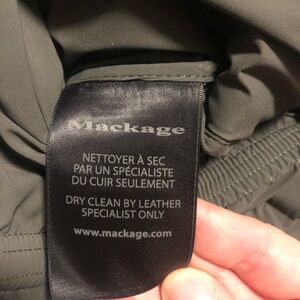 Mackage
NETTOYER À SEC
PAR UN SPÉCIALISTE
DU CUIR SEULEMENT
DRY CLEAN BY LEATHER
SPECIALIST ONLY
www.mackage.com